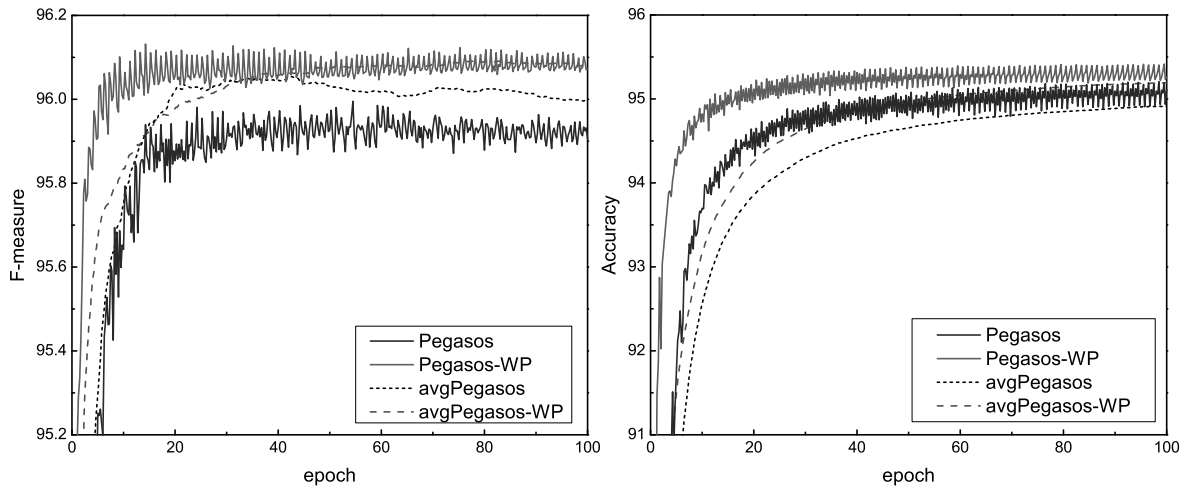 96.2
96.0
95.8
95.6
95.4
95.2
F-measure
0
20
40
60
80
100
epoch
Pegasos
Pegasos-WP
avgPegasos
avgPegasos-WP
96
95
94
93
92
91
Accuracy
0
20
40
60
80
100
epoch
Pegasos
Pegasos-WP
avgPegasos
avgPegasos-WP